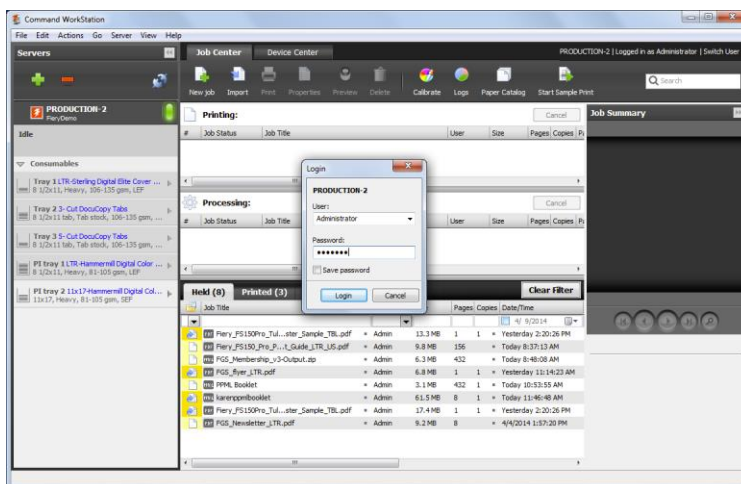 Command WorkStation
File Edit Actions Go Server View Help
Servers
Job Center Device Center
PRODUCTION-2 | Logged in as Administrator | Switch User
New job Import Print Properties Preview Delete Calibrate Logs Paper Catalog Start Sample Print
Search
PRODUCTION-2
FieryDemo
Idle
Consumables
Tray 1 LTR-Sterling Digital Elite Cover ...
8 1/2x11, Heavy, 106-135 gsm, LEF
Tray 2 3- Cut DocuCopy Tabs
8 1/2x11 tab, Tab stock, 106-135 gsm, ...
Tray 3 5- Cut DocuCopy Tabs
8 1/2x11 tab, Tab stock, 106-135 gsm, ...
PI tray 1 LTR-Hammermill Digital Color ...
8 1/2x11, Heavy, 81-105 gsm, LEF
PI tray 2 11x17-Hammermill Digital Col...
11x17, Heavy, 81-105 gsm, SEF
Printing:
Cancel
# Job Status Job Title User Size Pages Copies
Processing:
Cancel
# Job Status Job Title User Size Pages Copies
Job Summary
Login
PRODUCTION-2
User:
Administrator
Password:
Save password
Login Cancel
Held (8) Printed (3)
Clear Filter
Job Title Pages Copies Date/Time
4/ 9/2014
Fiery_FS150Pro_Tul...ster_Sample_TBL.pdf Admin 13.3 MB 1 1 Yesterday 2:20:26 PM
Fiery_FS150_Pro_P...t_Guide_LTR_US.pdf Admin 9.8 MB 156 Today 8:37:13 AM
FGS_Membership_v3-Output.zip Admin 6.3 MB 432 Today 8:48:08 AM
FGS_flyer_LTR.pdf Admin 6.8 MB 1 1 Yesterday 11:14:23 AM
PPML Booklet Admin 3.1 MB 432 1 Today 10:53:55 AM
karenppmlbooklet Admin 61.5 MB 8 1 Today 11:46:48 AM
Fiery_FS150Pro_Tul...ster_Sample_TBL.pdf Admin 17.4 MB 1 1 Yesterday 2:20:26 PM
FGS_Newsletter_LTR.pdf Admin 9.2 MB 8 4/4/2014 1:57:20 PM